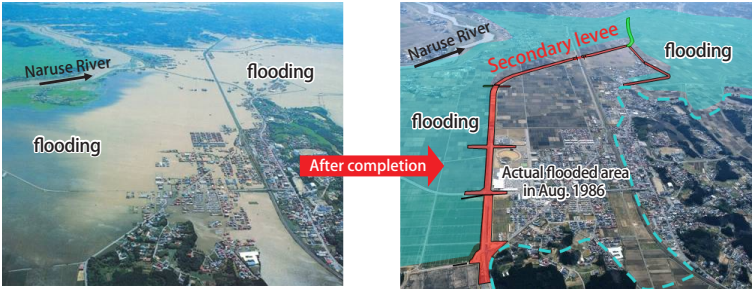 Naruse River
flooding
flooding
After completion
Naruse River
Secondary levee
flooding
flooding
Actual flooded area
in Aug. 1986